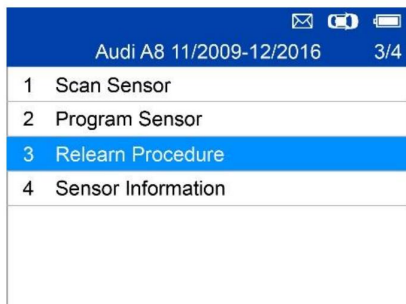 Audi A8 11/2009-12/2016 3/4
1 Scan Sensor
2 Program Sensor
3 Relearn Procedure
4 Sensor Information